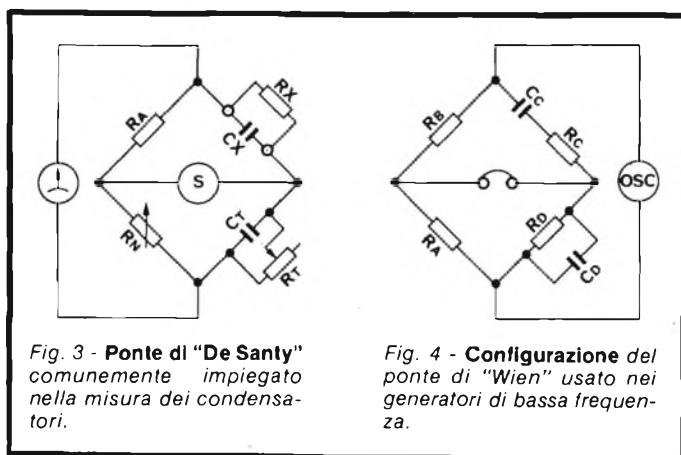 RA
RX
CX
S
RN
CT
RT
Fig. 3 - Ponte di "De Santy"
comunemente impiegato
nella misura dei condensa-
tori.
RB
CC
RC
OSC
RA
RD
CD
Fig. 4 - Configurazione del
ponte di "Wien" usato nei
generatori di bassa frequen-
za.